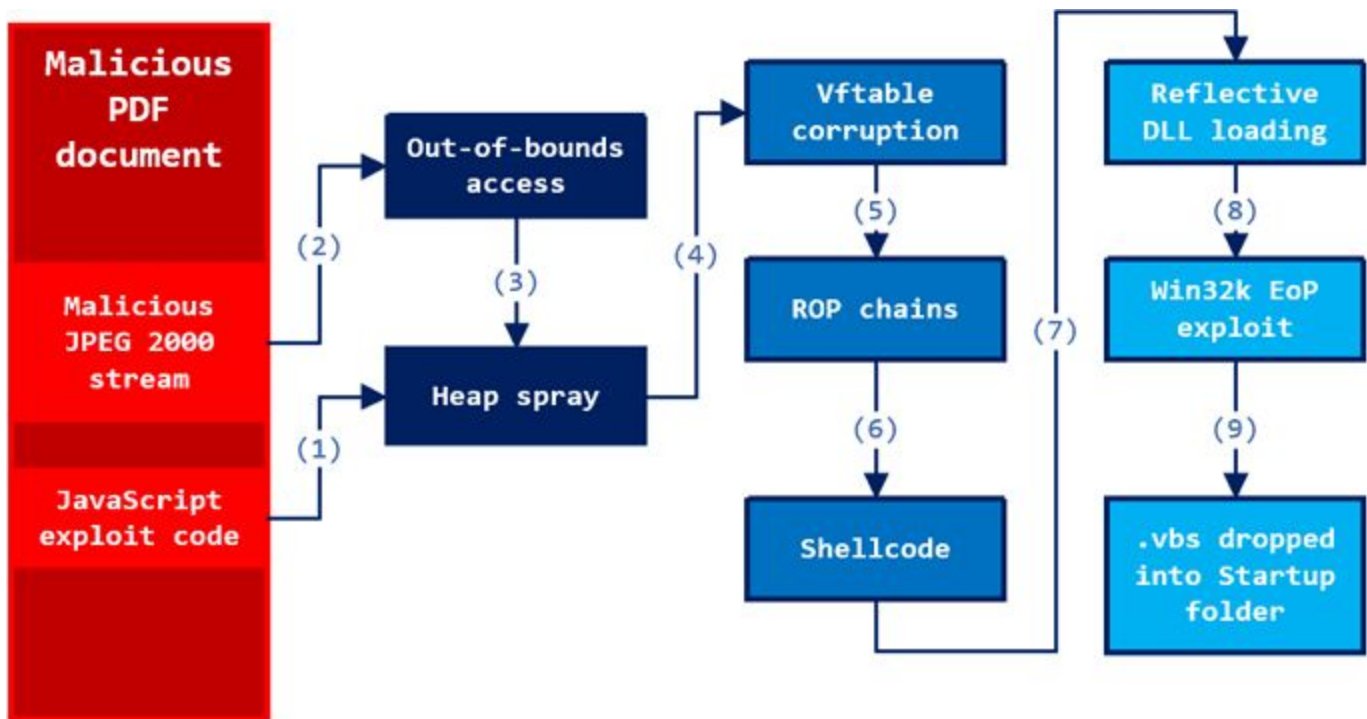 Malicious
PDF
document
Malicious
JPEG 2000
stream
JavaScript
exploit code
(1)
(2)
Out-of-bounds
access
(3)
Heap spray
(4)
Vftable
corruption
(5)
ROP chains
(6)
Shellcode
(7)
Reflective
DLL loading
(8)
Win32k EoP
exploit
(9)
.vbs dropped
into Startup
folder